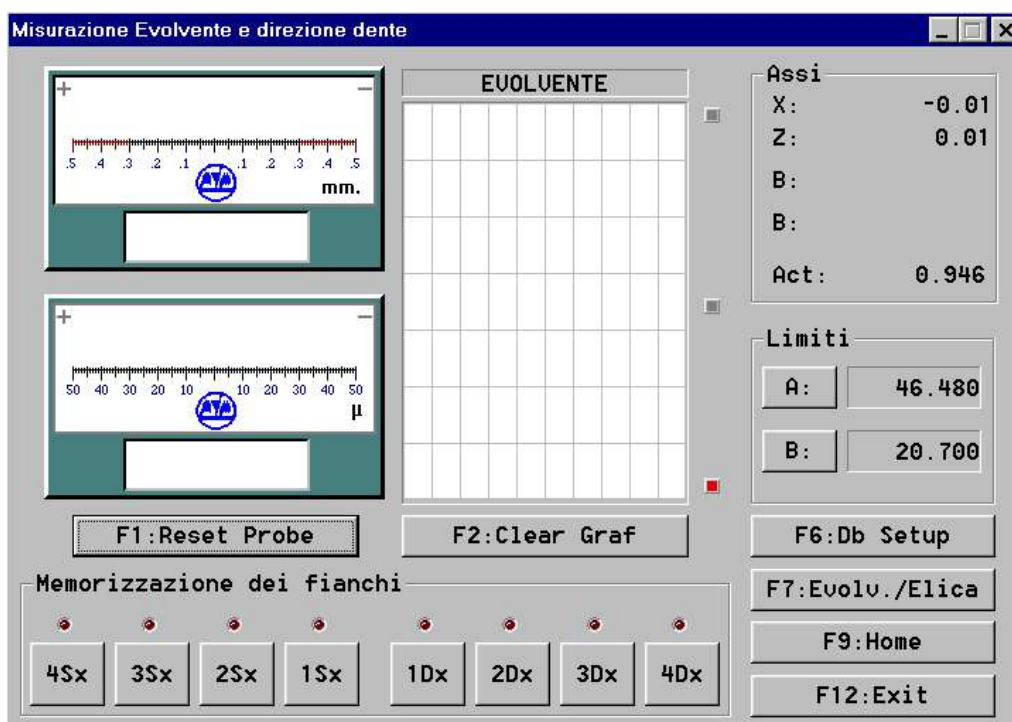 Misurazione Evolvente e direzione dente
+ −
.5 .4 .3 .2 .1 .1 .2 .3 .4 .5
mm.
+ −
50 40 30 20 10 10 20 30 40 50
µ
F1:Reset Probe
EVOLVENTE
F2:Clear Graf
Assi
X: -0.01
Z: 0.01
B:
B:
Act: 0.946
Limiti
A: 46.480
B: 20.700
F6:Db Setup
F7:Evolv./Elica
F9:Home
F12:Exit
Memorizzazione dei fianchi
4Sx 3Sx 2Sx 1Sx 1Dx 2Dx 3Dx 4Dx